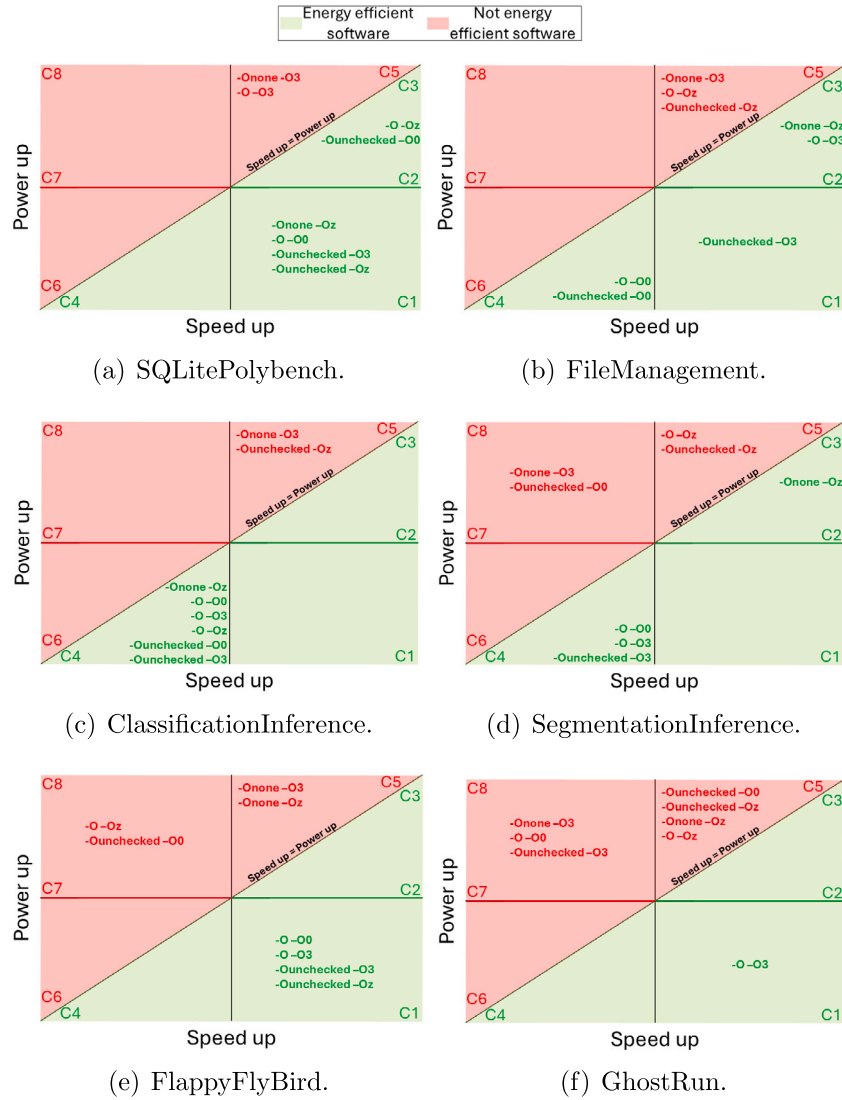 Energy efficient software
Not energy efficient software
C8
-Onone -O3
-O –O3
C5
C3
Speed up = Power up
-O -Oz
-Ounchecked –O0
C7
C2
-Onone –Oz
-O –O0
-Ounchecked –O3
-Ounchecked –Oz
C6
C4
C1
Power up
Speed up
(a) SQLitePolybench.
C8
-Onone -O3
-O –Oz
-Ounchecked -Oz
C5
C3
Speed up = Power up
-Onone –Oz
-O –O3
C7
C2
-Ounchecked –O3
-O –O0
-Ounchecked –O0
C6
C4
C1
Power up
Speed up
(b) FileManagement.
C8
-Onone -O3
-Ounchecked -Oz
C5
C3
Speed up = Power up
C7
C2
-Onone -Oz
-O –O0
-O –O3
-O –Oz
-Ounchecked –O0
-Ounchecked –O3
C6
C4
C1
Power up
Speed up
(c) ClassificationInference.
C8
-O –Oz
-Ounchecked –Oz
C5
C3
-Onone –O3
-Ounchecked –O0
Speed up = Power up
-Onone –Oz
C7
C2
-O –O0
-O –O3
-Ounchecked –O3
C6
C4
C1
Power up
Speed up
(d) SegmentationInference.
C8
-Onone –O3
-Onone –Oz
C5
C3
-O –Oz
-Ounchecked –O0
Speed up = Power up
C7
C2
-O –O0
-O –O3
-Ounchecked –O3
-Ounchecked –Oz
C6
C4
C1
Power up
Speed up
(e) FlappyFlyBird.
C8
-Ounchecked –O0
-Ounchecked –Oz
-Onone –Oz
-O –Oz
C5
C3
-Onone –O3
-O –O0
-Ounchecked –O3
Speed up = Power up
C7
C2
-O –O3
C6
C4
C1
Power up
Speed up
(f) GhostRun.